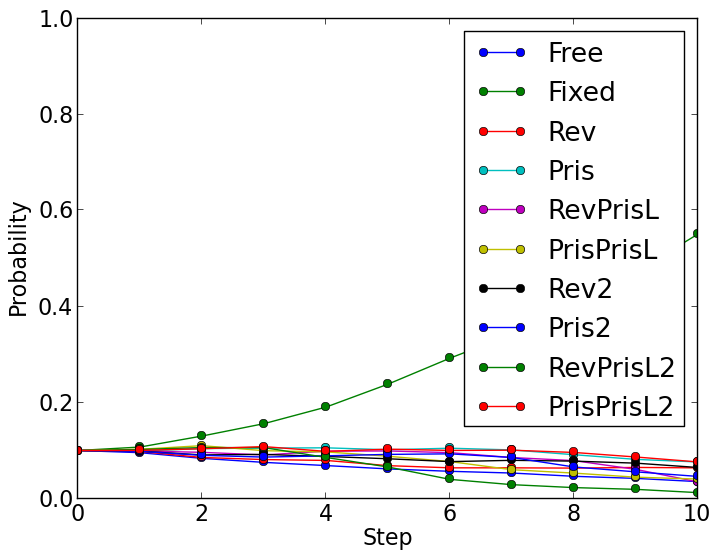 1.0
0.8
0.6
0.4
0.2
0.0
Probability
0 2 4 6 8 10
Step
Free
Fixed
Rev
Pris
RevPrisL
PrisPrisL
Rev2
Pris2
RevPrisL2
PrisPrisL2